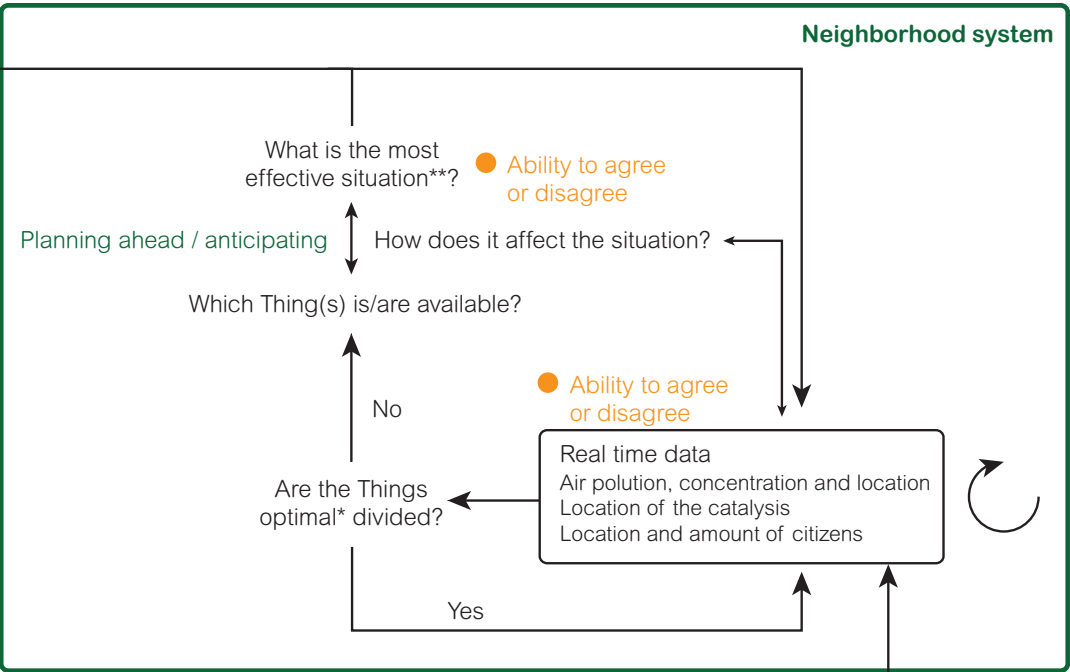 Neighborhood system
What is the most
effective situation**?
Ability to agree
or disagree
Planning ahead / anticipating
How does it affect the situation?
Which Thing(s) is/are available?
Ability to agree
or disagree
No
Real time data
Air polution, concentration and location
Location of the catalysis
Location and amount of citizens
Are the Things
optimal* divided?
Yes